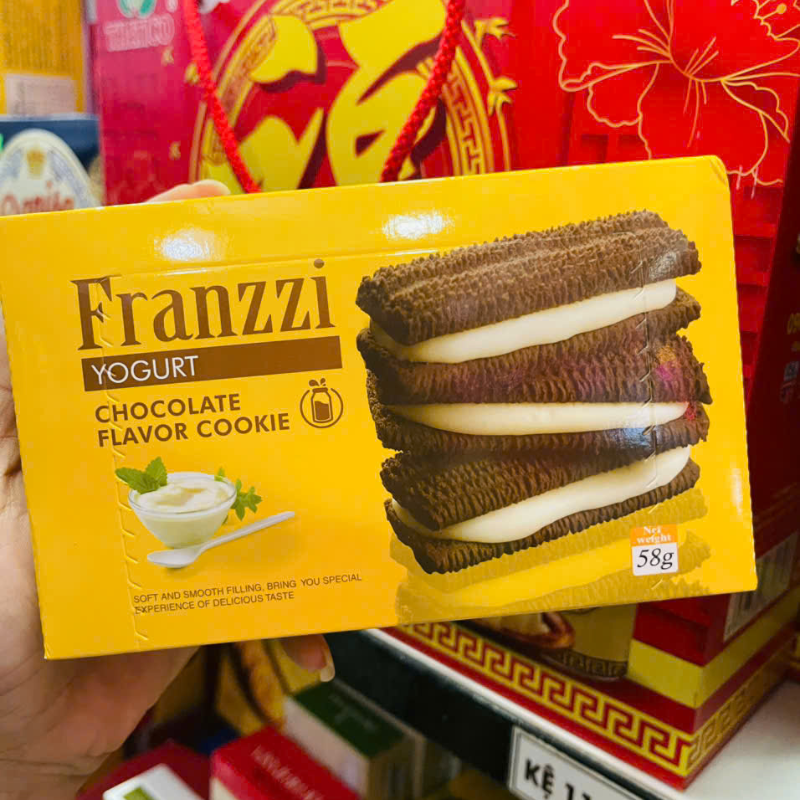 Franzzi
YOGURT
CHOCOLATE
FLAVOR COOKIE
SOFT AND SMOOTH FILLING, BRING YOU SPECIAL
EXPERIENCE OF DELICIOUS TASTE
Net
weight
58g
KỆ